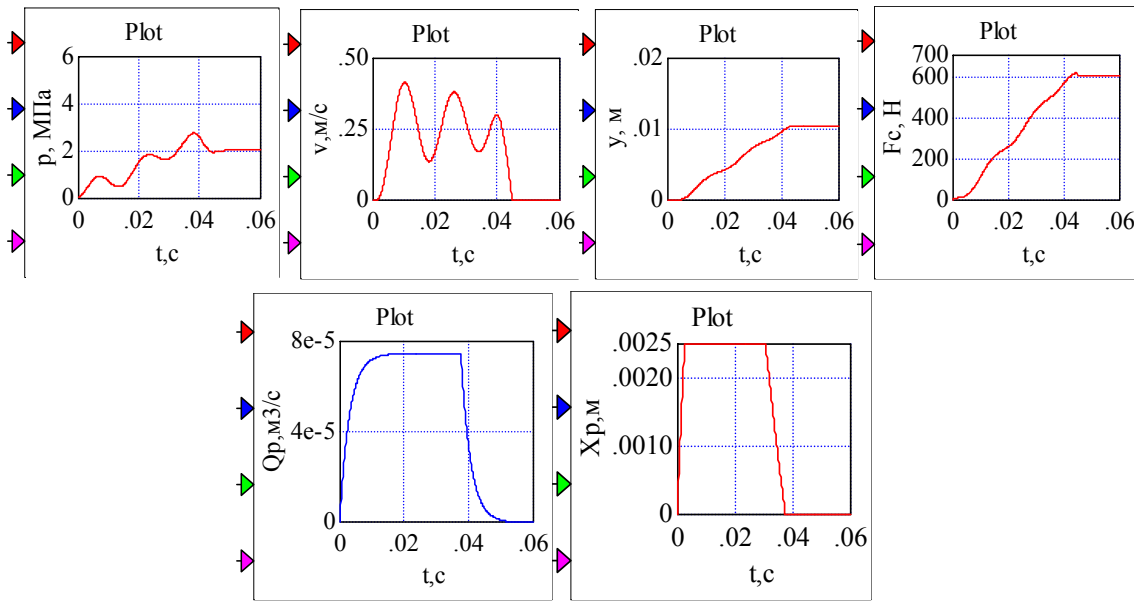 Plot
p, МПа
6
4
2
0
0 .02 .04 .06
t,c
Plot
v,м/с
.50
.25
0
0 .02 .04 .06
t,c
Plot
y, м
.02
.01
0
0 .02 .04 .06
t,c
Plot
Fc, Н
700
600
400
200
0
0 .02 .04 .06
t,c
Plot
Qp,м3/с
8e-5
4e-5
0
0 .02 .04 .06
t,c
Plot
Xp,м
.0025
.0020
.0010
0
0 .02 .04 .06
t,c